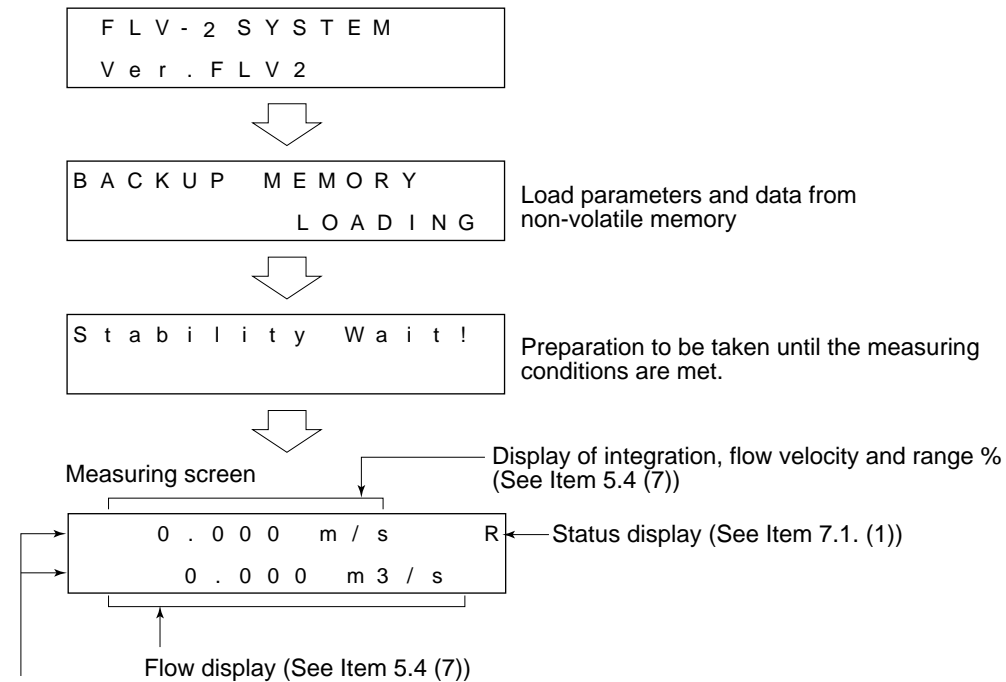 FLV-2 SYSTEM
Ver.FLV2
BACKUP MEMORY
LOADING
Load parameters and data from
non-volatile memory
Stability Wait!
Preparation to be taken until the measuring
conditions are met.
Measuring screen
Display of integration, flow velocity and range %
(See Item 5.4 (7))
0.000 m/s R
Status display (See Item 7.1. (1))
0.000 m3/s
Flow display (See Item 5.4 (7))